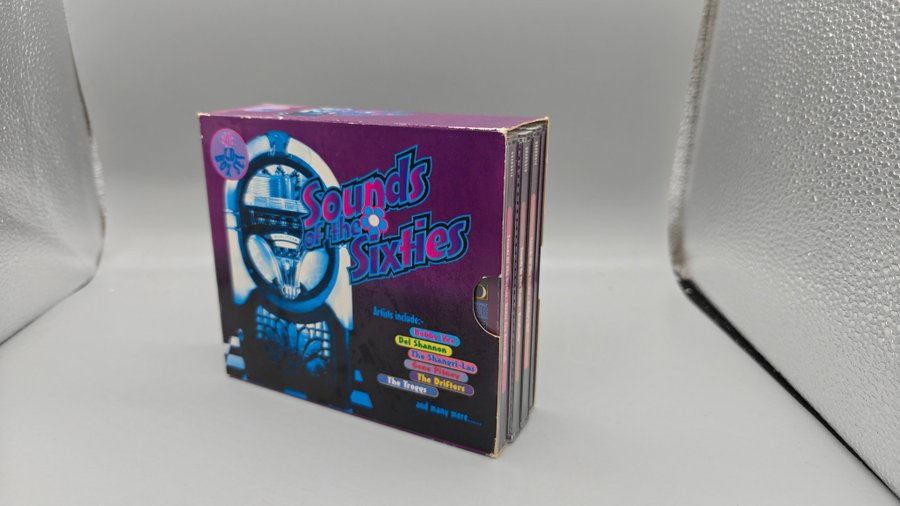 Sounds
of the
Sixties
Artists include:-
Bobby Vee
Del Shannon
The Shangri-Las
Gene Pitney
The Drifters
The Troggs
and many more......